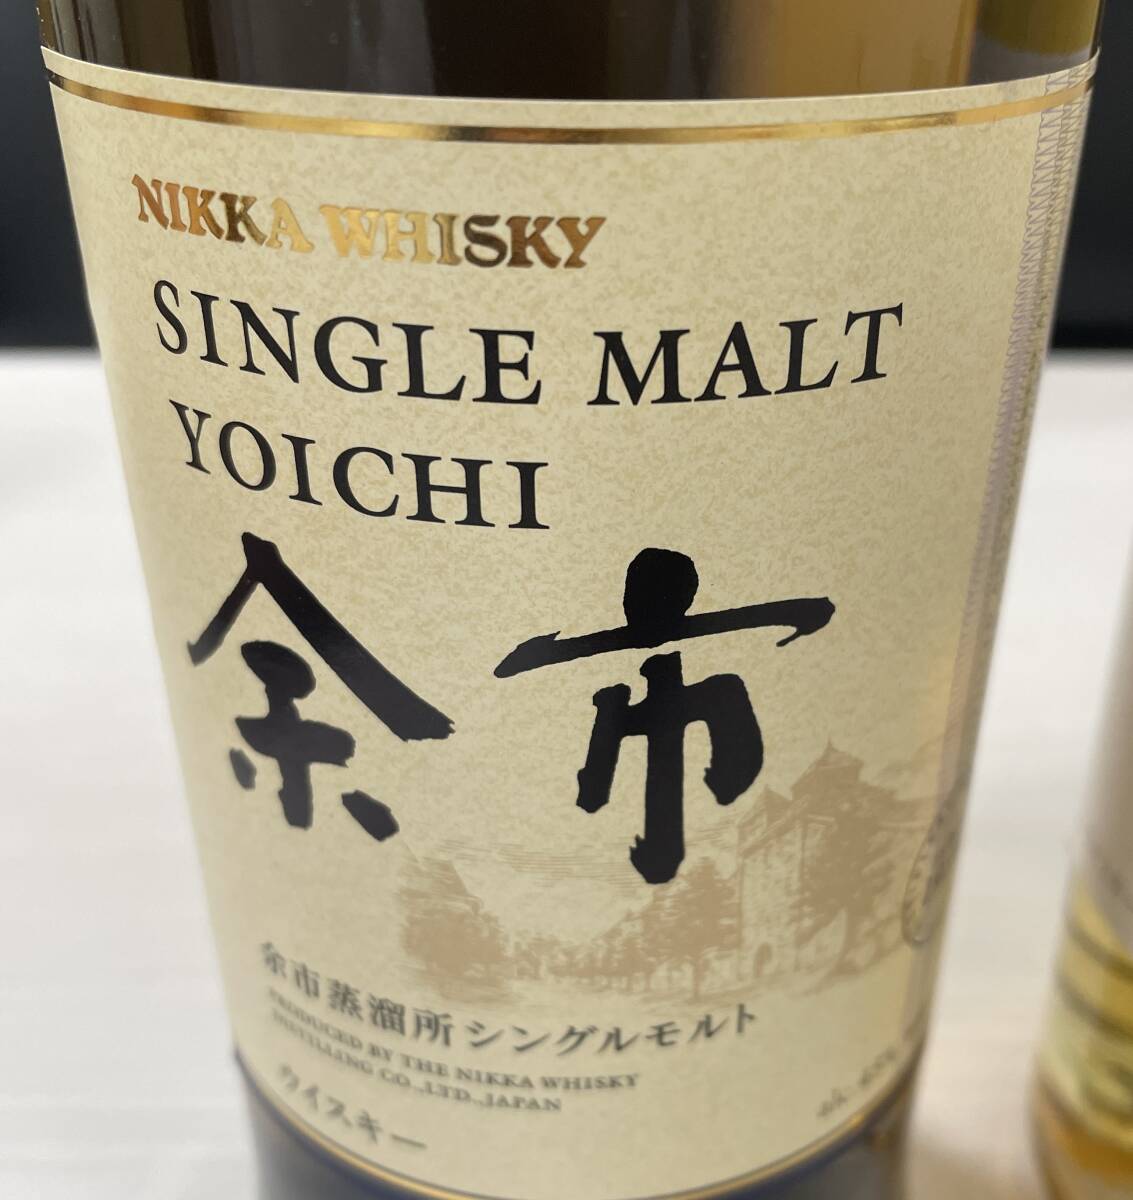 NIKKA WHISKY
SINGLE MALT
YOICHI
余市
余市蒸溜所シングルモルト
PRODUCED BY THE NIKKA WHISKY
DISTILLING CO.,LTD.,JAPAN
ウイスキー